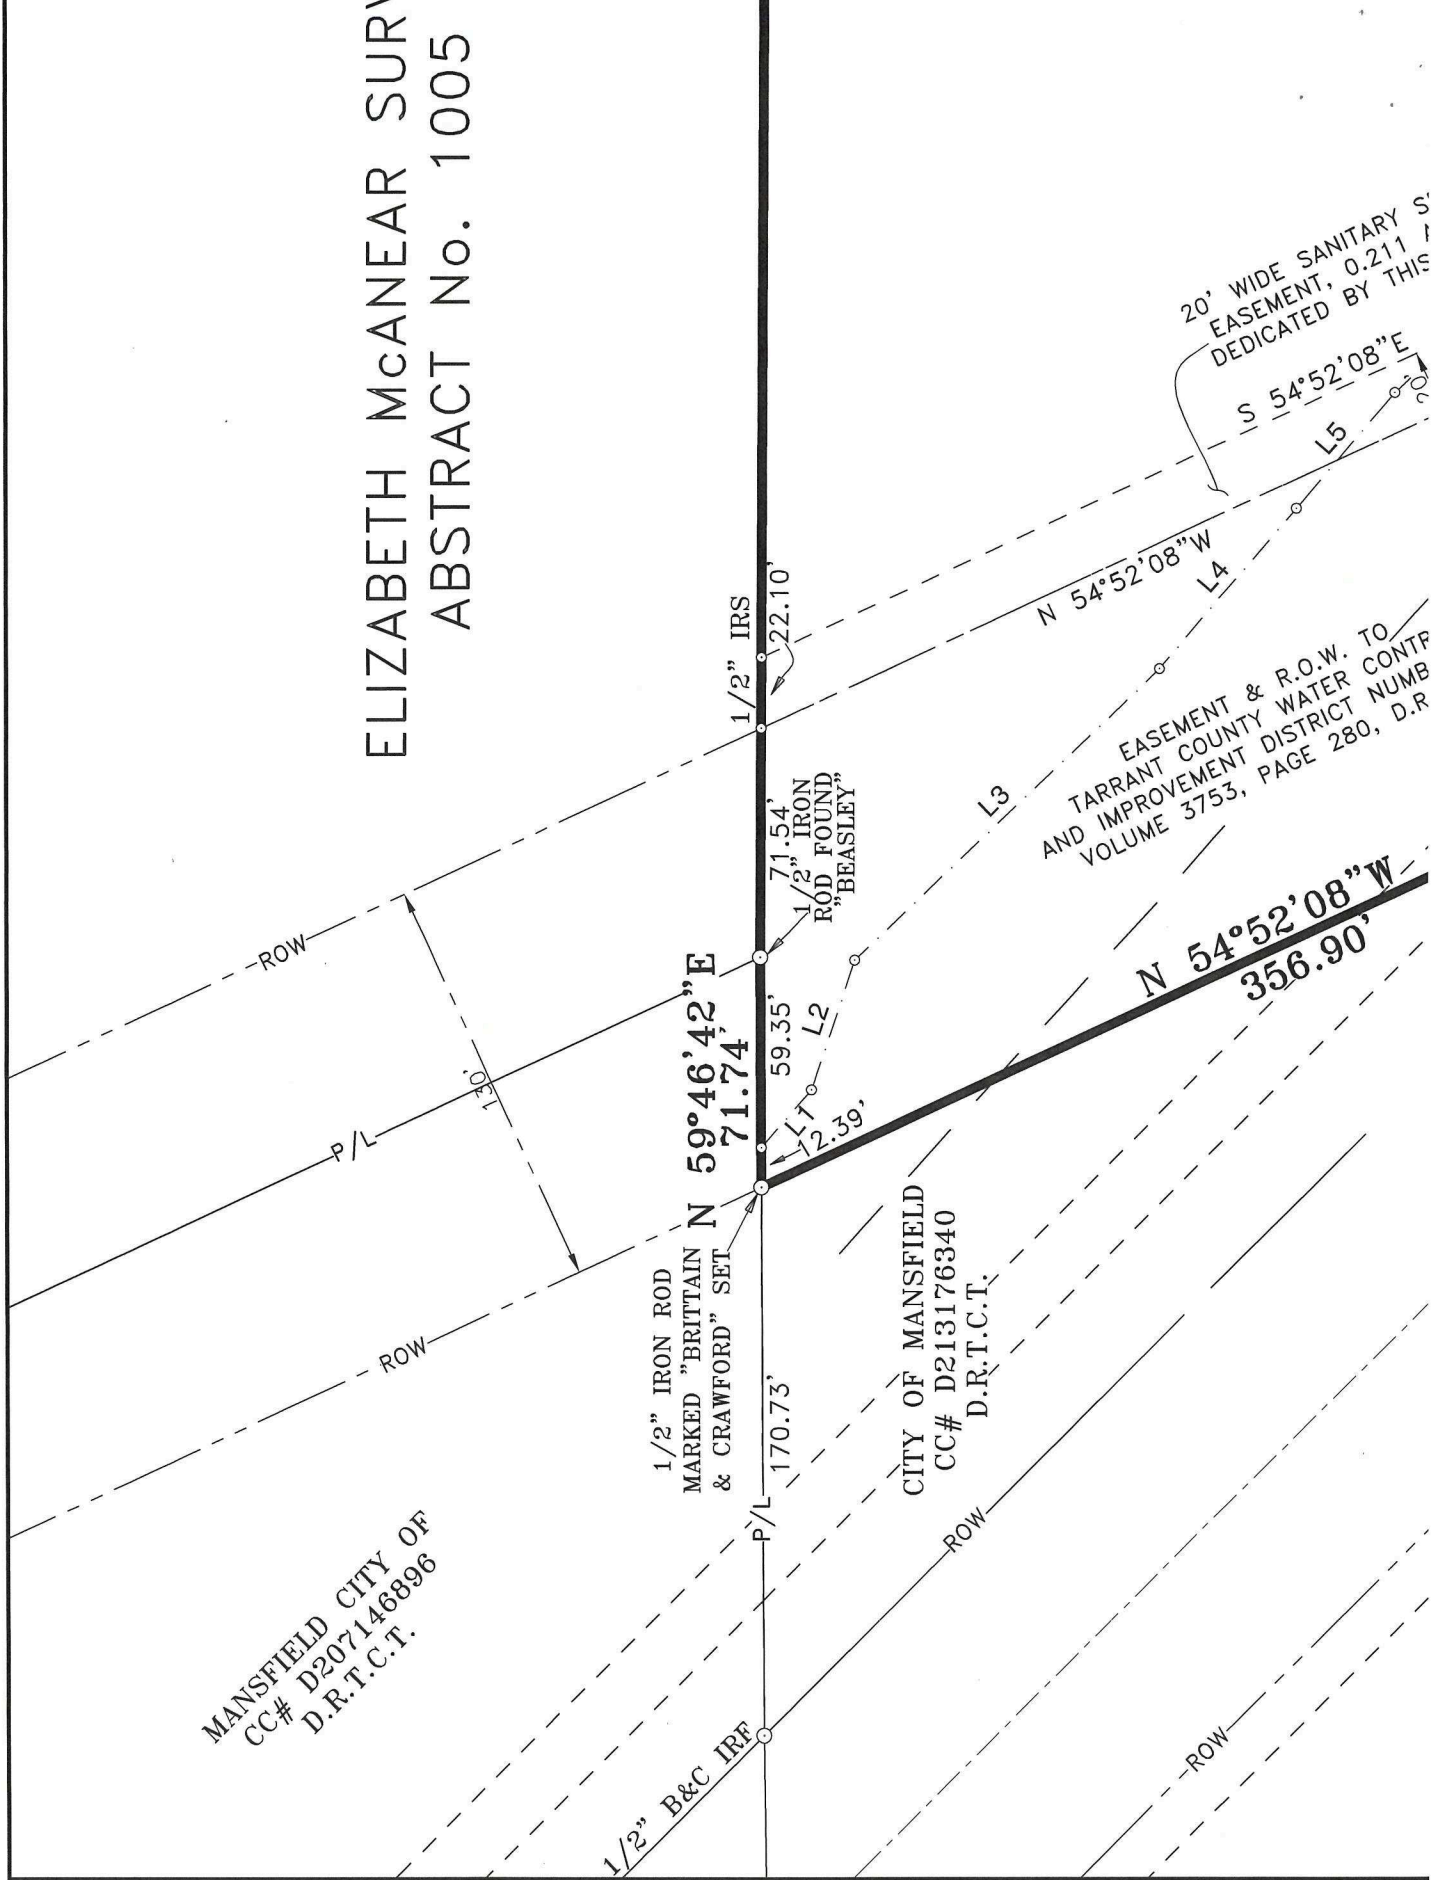 ELIZABETH McANEAR SURV
ABSTRACT No. 1005
20' WIDE SANITARY S
EASEMENT, 0.211 A
DEDICATED BY THIS
S 54°52'08"E
20'
L5
L4
N 54°52'08"W
1/2" IRS
22.10'
EASEMENT & R.O.W. TO
TARRANT COUNTY WATER CONTR
AND IMPROVEMENT DISTRICT NUMB
VOLUME 3753, PAGE 280, D.R
L3
71.54'
1/2" IRON
ROD FOUND
"BEASLEY"
N 54°52'08"W
356.90'
ROW
P/L
130'
ROW
N 59°46'42"E
71.74'
59.35'
L2
L1
12.39'
1/2" IRON ROD
MARKED "BRITTAIN
& CRAWFORD" SET
170.73'
P/L
CITY OF MANSFIELD
CC# D213176340
D.R.T.C.T.
MANSFIELD CITY OF
CC# D207146896
D.R.T.C.T.
ROW
1/2" B&C IRF
ROW